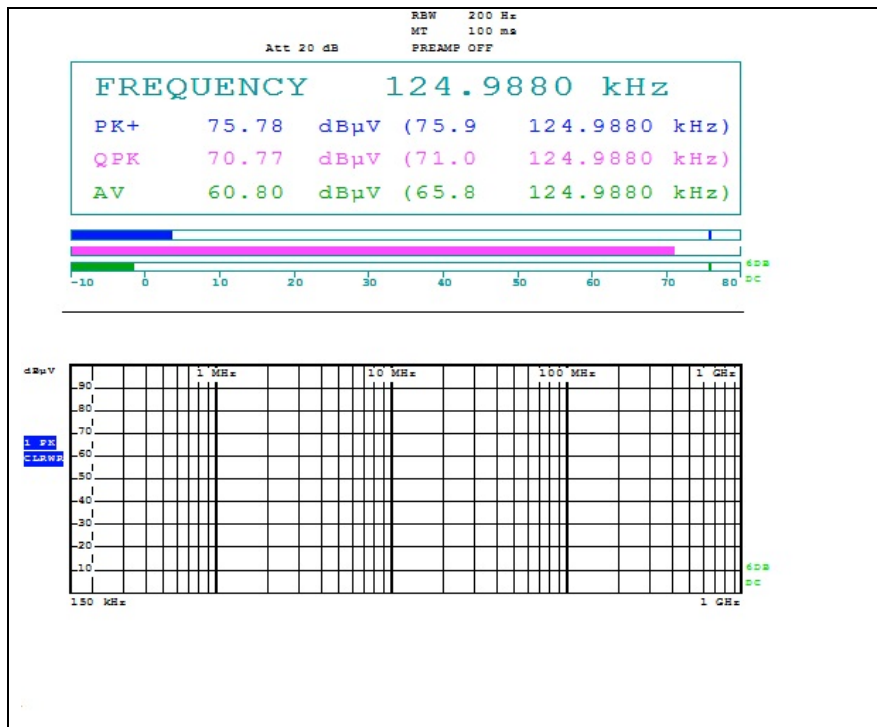 RBW 200 Hz
MT 100 ms
Att 20 dB PREAMP OFF
FREQUENCY 124.9880 kHz
PK+ 75.78 dBµV (75.9 124.9880 kHz)
QPK 70.77 dBµV (71.0 124.9880 kHz)
AV 60.80 dBµV (65.8 124.9880 kHz)
6DB
-10 0 10 20 30 40 50 60 70 80 DC
dBµV 1 MHz 10 MHz 100 MHz 1 GHz
90
80
70
1 PK
60
CLRWR
50
40
30
20
10 6DB
DC
150 kHz 1 GHz